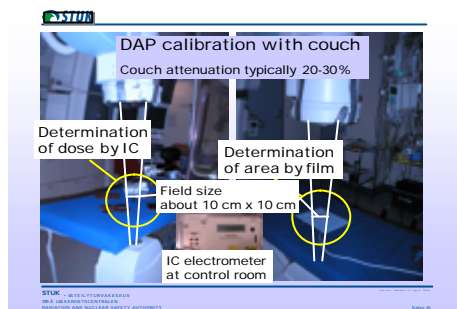 STUK
DAP calibration with couch
Couch attenuation typically 20-30%
Determination
of dose by IC
Determination
of area by film
Field size
about 10 cm x 10 cm
IC electrometer
at control room
STUK • SÄTEILYTURVAKESKUS
STRÅLSÄKERHETSCENTRALEN
RADIATION AND NUCLEAR SAFETY AUTHORITY